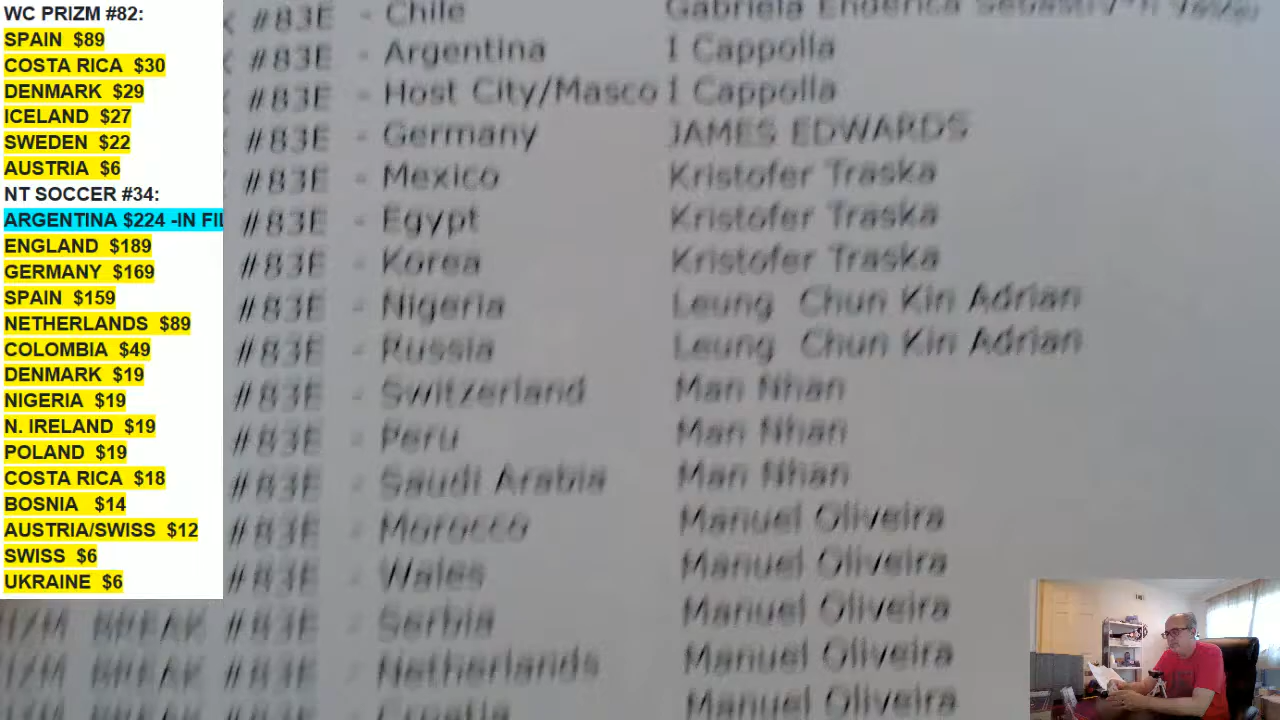 WC PRIZM #82:
SPAIN $89
COSTA RICA $30
DENMARK $29
ICELAND $27
SWEDEN $22
AUSTRIA $6
NT SOCCER #34:
ARGENTINA $224 -IN FIL
ENGLAND $189
GERMANY $169
SPAIN $159
NETHERLANDS $89
COLOMBIA $49
DENMARK $19
NIGERIA $19
N. IRELAND $19
POLAND $19
COSTA RICA $18
BOSNIA $14
AUSTRIA/SWISS $12
SWISS $6
UKRAINE $6
#83E - Chile Gabriela Enderica
#83E - Argentina I Cappolla
#83E - Host City/Masco I Cappolla
#83E - Germany JAMES EDWARDS
#83E - Mexico Kristofer Traska
#83E - Egypt Kristofer Traska
#83E - Korea Kristofer Traska
#83E - Nigeria Leung Chun Kin Adrian
#83E - Russia Leung Chun Kin Adrian
#83E - Switzerland Man Nhan
#83E - Peru Man Nhan
#83E - Saudi Arabia Man Nhan
#83E - Morocco Manuel Oliveira
#83E - Wales Manuel Oliveira
BREAK #83E - Serbia Manuel Oliveira
BREAK #83E - Netherlands Manuel Oliveira
Croatia Manuel Oliveira